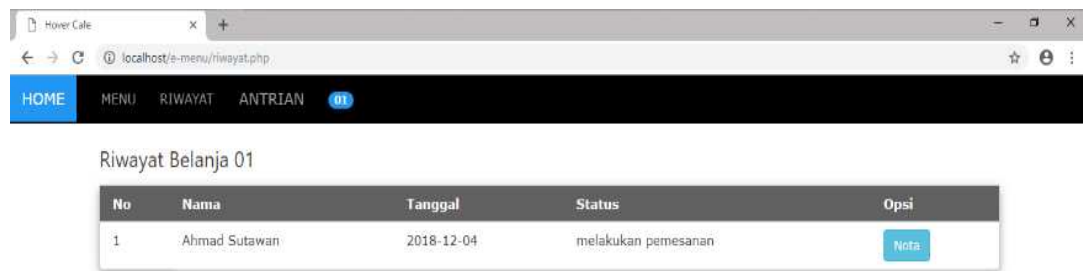 Hover Cafe
localhost/e-menu/riwayat.php
HOME MENU RIWAYAT ANTRIAN 01
Riwayat Belanja 01
No Nama Tanggal Status Opsi
1 Ahmad Sutawan 2018-12-04 melakukan pemesanan Nota